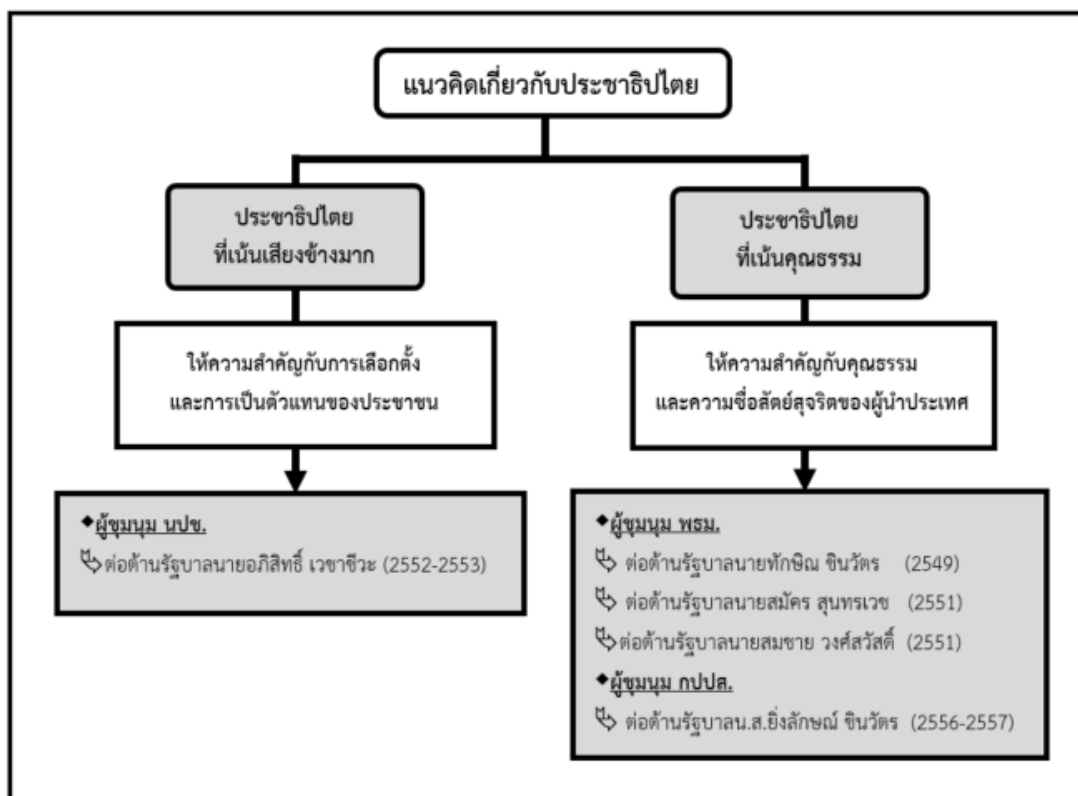 แนวคิดเกี่ยวกับประชาธิปไตย
ประชาธิปไตย
ที่เน้นเสียงข้างมาก
ให้ความสำคัญกับการเลือกตั้ง
และการเป็นตัวแทนของประชาชน
◆ผู้ชุมนุม นปช.
ต่อต้านรัฐบาลนายอภิสิทธิ์ เวชาชีวะ (2552-2553)
ประชาธิปไตย
ที่เน้นคุณธรรม
ให้ความสำคัญกับคุณธรรม
และความซื่อสัตย์สุจริตของผู้นำประเทศ
◆ผู้ชุมนุม พธม.
ต่อต้านรัฐบาลนายทักษิณ ชินวัตร (2549)
ต่อต้านรัฐบาลนายสมัคร สุนทรเวช (2551)
ต่อต้านรัฐบาลนายสมชาย วงศ์สวัสดิ์ (2551)
◆ผู้ชุมนุม กปปส.
ต่อต้านรัฐบาลน.ส.ยิ่งลักษณ์ ชินวัตร (2556-2557)